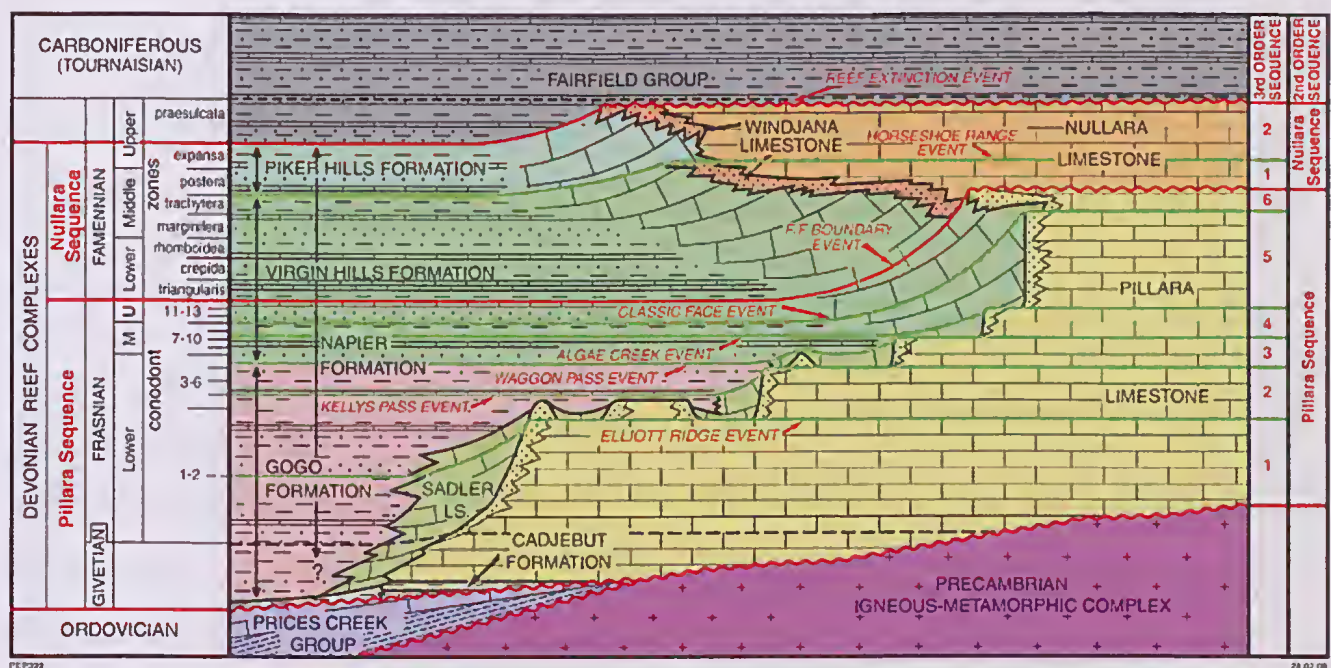 CARBONIFEROUS
(TOURNAISIAN)
FAIRFIELD GROUP
REEF EXTINCTION EVENT
3rd ORDER
SEQUENCE
2nd ORDER
SEQUENCE
DEVONIAN REEF COMPLEXES
Nullara
Sequence
Pillara Sequence
FAMENNIAN
FRASNIAN
GIVETIAN
Upper
Middle
Lower
U
M
Lower
conodont
zones
praesulcata
expansa
postera
trachytera
marginifera
rhomboidea
crepida
triangularis
11-13
7-10
3-6
1-2
PIKER HILLS FORMATION
WINDJANA
LIMESTONE
HORSESHOE RANGE
EVENT
NULLARA
LIMESTONE
F.F BOUNDARY
EVENT
VIRGIN HILLS FORMATION
PILLARA
LIMESTONE
CLASSIC FACE EVENT
NAPIER
FORMATION
ALGAE CREEK EVENT
WAGGON PASS EVENT
KELLYS PASS EVENT
ELLIOTT RIDGE EVENT
GOGO
FORMATION
SADLER
LS.
?
CADJEBUT
FORMATION
PRECAMBRIAN
IGNEOUS-METAMORPHIC COMPLEX
ORDOVICIAN
PRICES CREEK
GROUP
2
1
6
5
4
3
2
1
Nullara
Sequence
Pillara Sequence